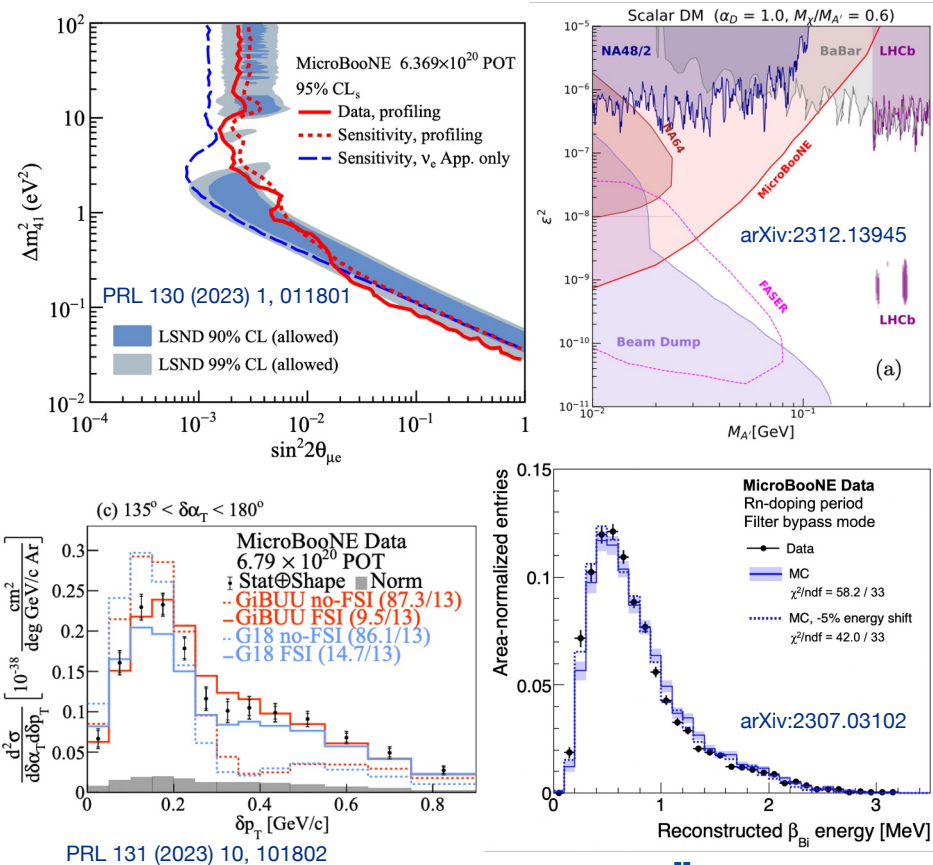 10²
10
1
10⁻¹
10⁻²
Δm²₄₁ (eV²)
MicroBooNE 6.369×10²⁰ POT
95% CLₛ
Data, profiling
Sensitivity, profiling
Sensitivity, νₑ App. only
PRL 130 (2023) 1, 011801
LSND 90% CL (allowed)
LSND 99% CL (allowed)
10⁻⁴ 10⁻³ 10⁻² 10⁻¹ 1
sin²2θμₑ
Scalar DM (α_D = 1.0, M_χ/M_A′ = 0.6)
10⁻⁵
10⁻⁶
10⁻⁷
10⁻⁸
10⁻⁹
10⁻¹⁰
10⁻¹¹
ε²
NA48/2
BaBar
LHCb
NA64
MicroBooNE
arXiv:2312.13945
FASER
LHCb
Beam Dump
(a)
10⁻² 10⁻¹
M_A′[GeV]
(c) 135° < δα_T < 180°
MicroBooNE Data
6.79 × 10²⁰ POT
Stat⊕Shape Norm
GiBUU no-FSI (87.3/13)
GiBUU FSI (9.5/13)
G18 no-FSI (86.1/13)
G18 FSI (14.7/13)
0.3
0.25
0.2
0.15
0.1
0.05
0
d²σ/dδα_Tdδp_T [10⁻³⁸ cm²/deg GeV/c Ar]
0 0.2 0.4 0.6 0.8
δp_T [GeV/c]
PRL 131 (2023) 10, 101802
0.15
0.1
0.05
0
Area-normalized entries
MicroBooNE Data
Rn-doping period
Filter bypass mode
Data
MC
χ²/ndf = 58.2 / 33
MC, -5% energy shift
χ²/ndf = 42.0 / 33
arXiv:2307.03102
0 1 2 3
Reconstructed β_Bi energy [MeV]